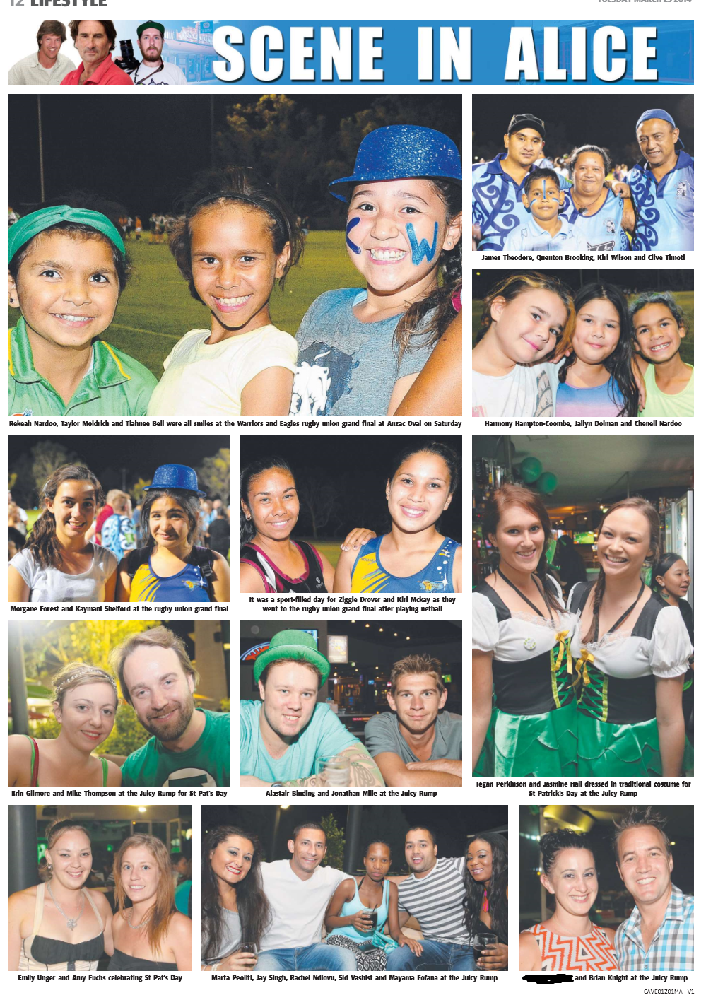 12 LIFESTYLE
TUESDAY MARCH 25 2014
SCENE IN ALICE
Rekeah Nardoo, Taylor Moldrich and Tiahnee Bell were all smiles at the Warriors and Eagles rugby union grand final at Anzac Oval on Saturday
James Theodore, Quenton Brooking, Kiri Wilson and Clive Timoti
Harmony Hampton-Coombe, Jallyn Dolman and Chenell Nardoo
C W
Morgane Forest and Kaymani Shelford at the rugby union grand final
It was a sport-filled day for Ziggie Drover and Kiri Mckay as they
went to the rugby union grand final after playing netball
Tegan Perkinson and Jasmine Hall dressed in traditional costume for
St Patrick's Day at the Juicy Rump
Erin Gilmore and Mike Thompson at the Juicy Rump for St Pat's Day
Alastair Binding and Jonathan Mille at the Juicy Rump
Emily Unger and Amy Fuchs celebrating St Pat's Day
Marta Peolliti, Jay Singh, Rachel Ndlovu, Sid Vashist and Mayama Fofana at the Juicy Rump
and Brian Knight at the Juicy Rump
CAVE01Z01MA - V1